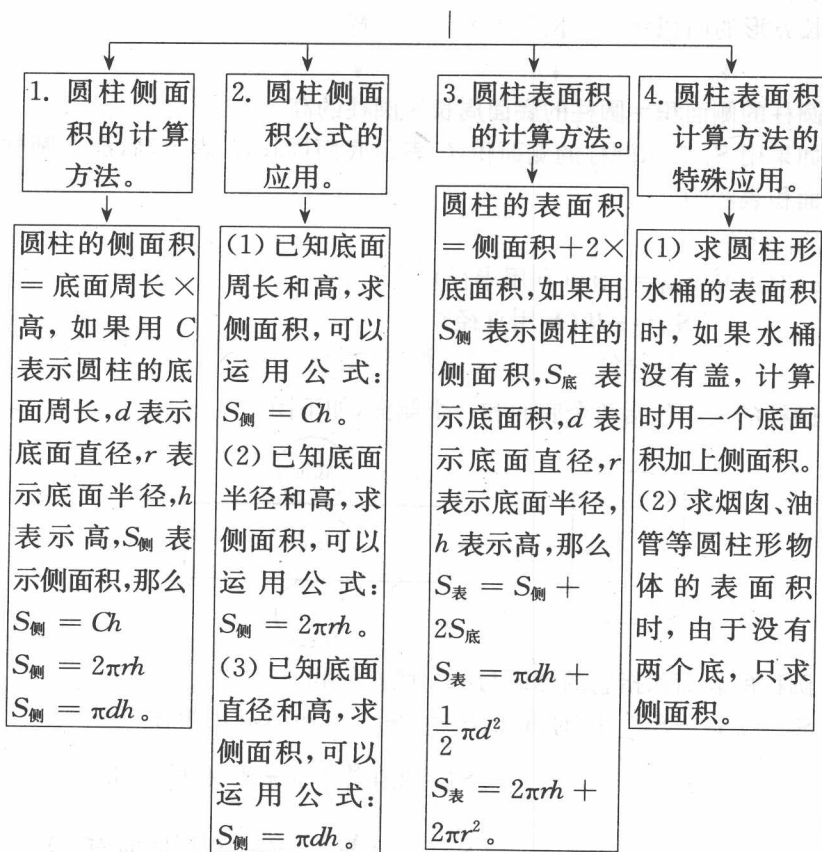 1. 圆柱侧面
积的计算
方法。
圆柱的侧面积
= 底面周长 ×
高, 如果用 C
表示圆柱的底
面周长,d 表示
底面直径,r 表
示底面半径,h
表示高,S侧 表
示侧面积,那么
S侧 = Ch
S侧 = 2πrh
S侧 = πdh。
2. 圆柱侧面
积公式的
应用。
(1) 已知底面
周长和高,求
侧面积,可以
运用公式:
S侧 = Ch。
(2) 已知底面
半径和高,求
侧面积,可以
运用公式:
S侧 = 2πrh。
(3) 已知底面
直径和高,求
侧面积,可以
运用公式:
S侧 = πdh。
3. 圆柱表面积
的计算方法。
圆柱的表面积
=侧面积+2×
底面积,如果用
S侧 表示圆柱的
侧面积,S底 表
示底面积,d 表
示底面直径,r
表示底面半径,
h 表示高,那么
S表 = S侧 +
2S底
S表 = πdh +
1/2 πd²
S表 = 2πrh +
2πr²。
4. 圆柱表面积
计算方法的
特殊应用。
(1) 求圆柱形
水桶的表面积
时, 如果水桶
没有盖, 计算
时用一个底面
积加上侧面积。
(2) 求烟囱、油
管等圆柱形物
体的表面积
时, 由于没有
两个底, 只求
侧面积。